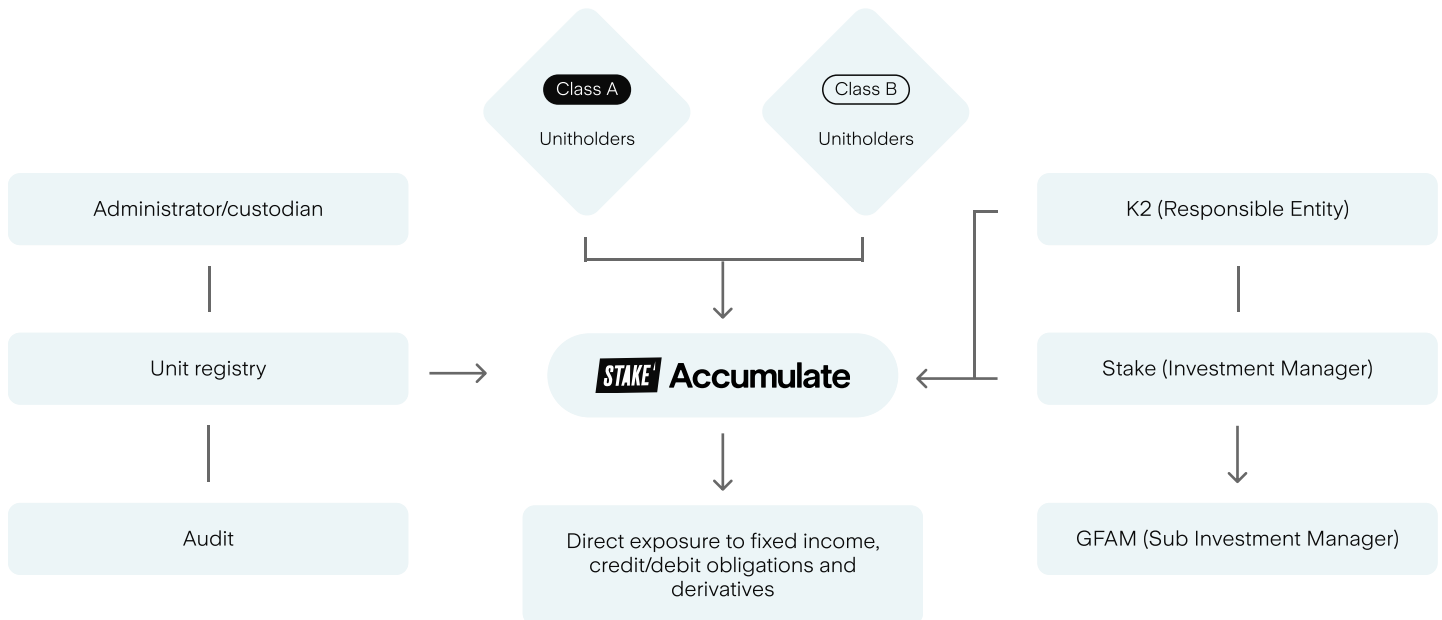 Class A
Unitholders
Class B
Unitholders
Administrator/custodian
K2 (Responsible Entity)
Unit registry
STAKE Accumulate
Stake (Investment Manager)
Audit
Direct exposure to fixed income,
credit/debit obligations and
derivatives
GFAM (Sub Investment Manager)